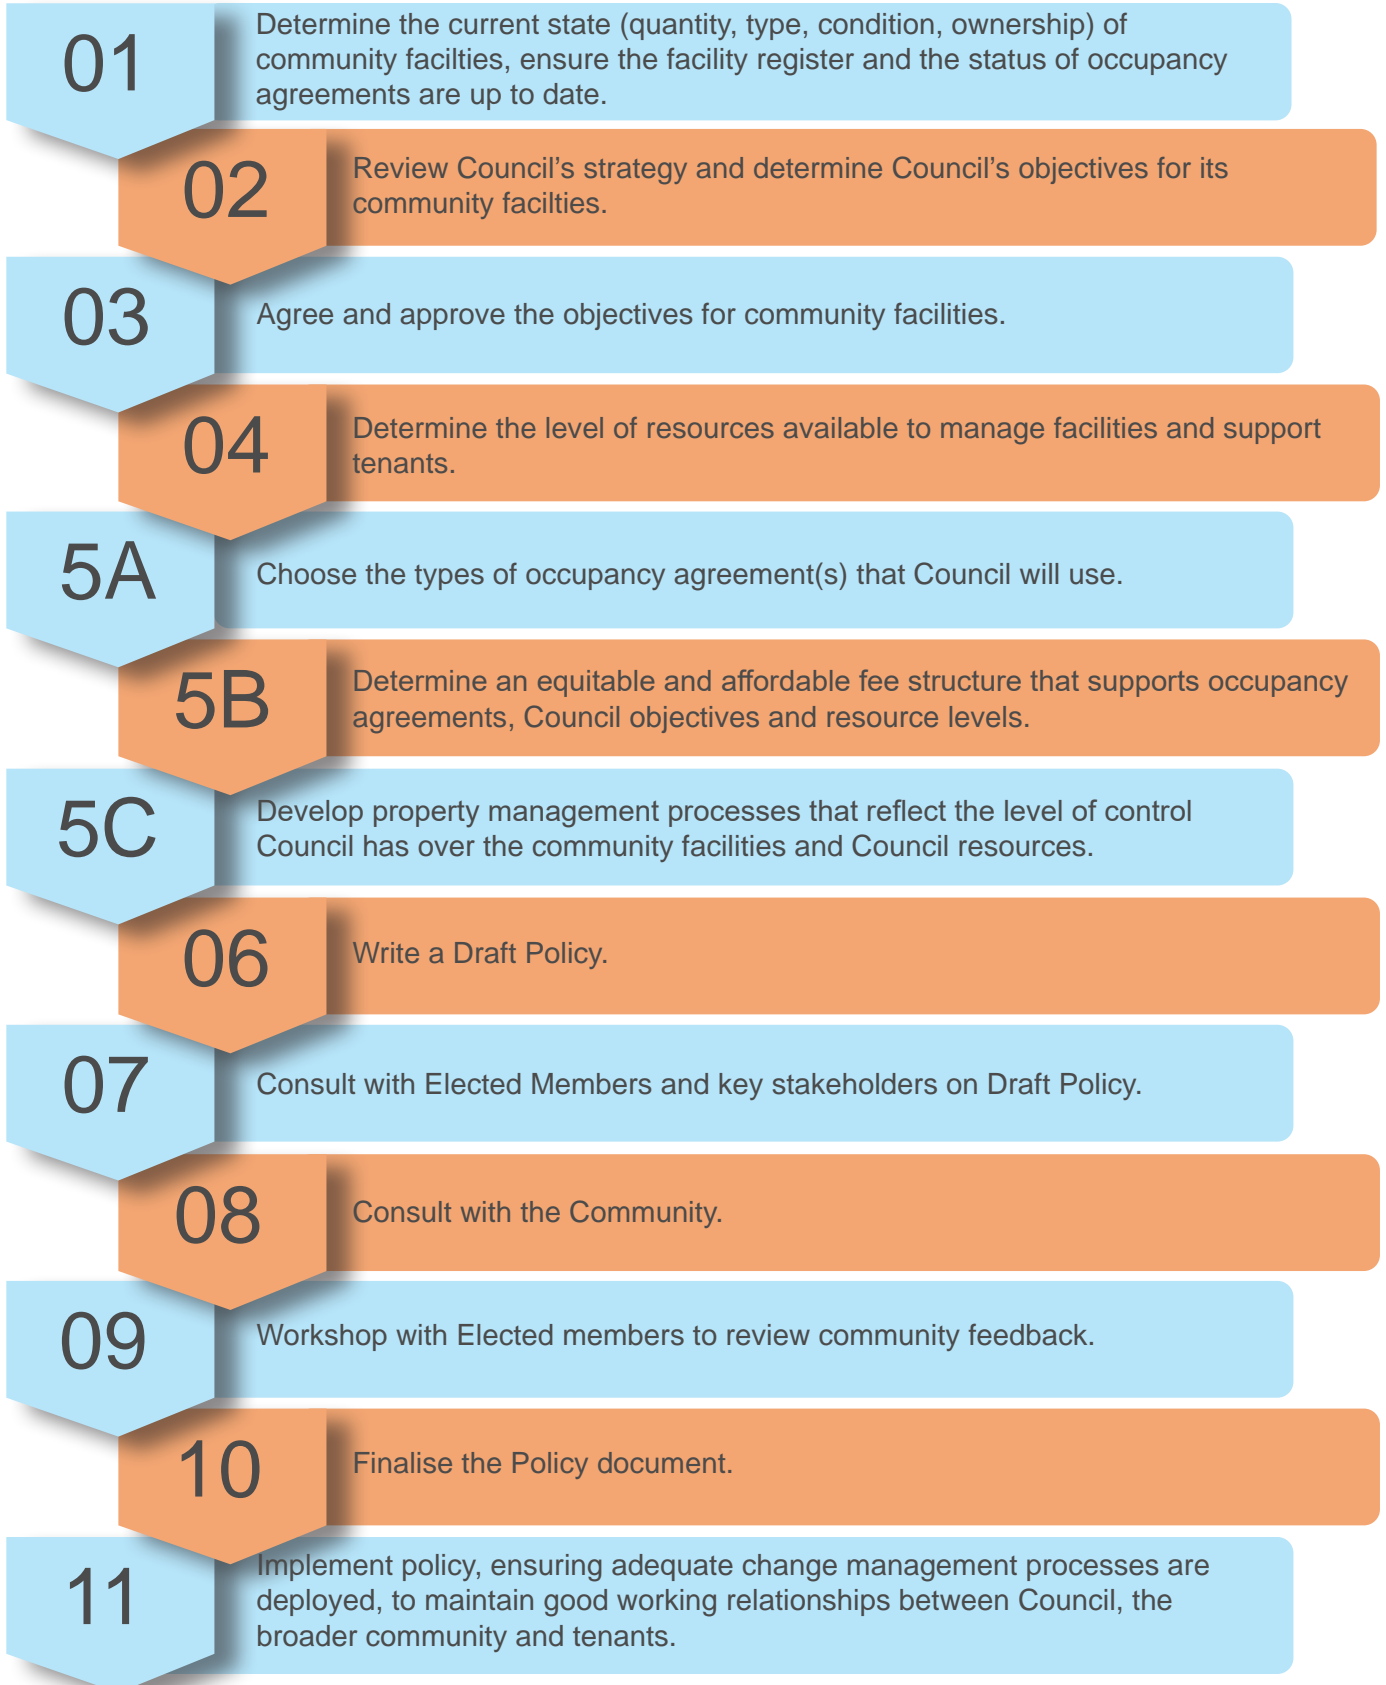 01
Determine the current state (quantity, type, condition, ownership) of
community facilties, ensure the facility register and the status of occupancy
agreements are up to date.
02
Review Council’s strategy and determine Council’s objectives for its
community facilties.
03
Agree and approve the objectives for community facilities.
04
Determine the level of resources available to manage facilities and support
tenants.
5A
Choose the types of occupancy agreement(s) that Council will use.
5B
Determine an equitable and affordable fee structure that supports occupancy
agreements, Council objectives and resource levels.
5C
Develop property management processes that reflect the level of control
Council has over the community facilities and Council resources.
06
Write a Draft Policy.
07
Consult with Elected Members and key stakeholders on Draft Policy.
08
Consult with the Community.
09
Workshop with Elected members to review community feedback.
10
Finalise the Policy document.
11
Implement policy, ensuring adequate change management processes are
deployed, to maintain good working relationships between Council, the
broader community and tenants.